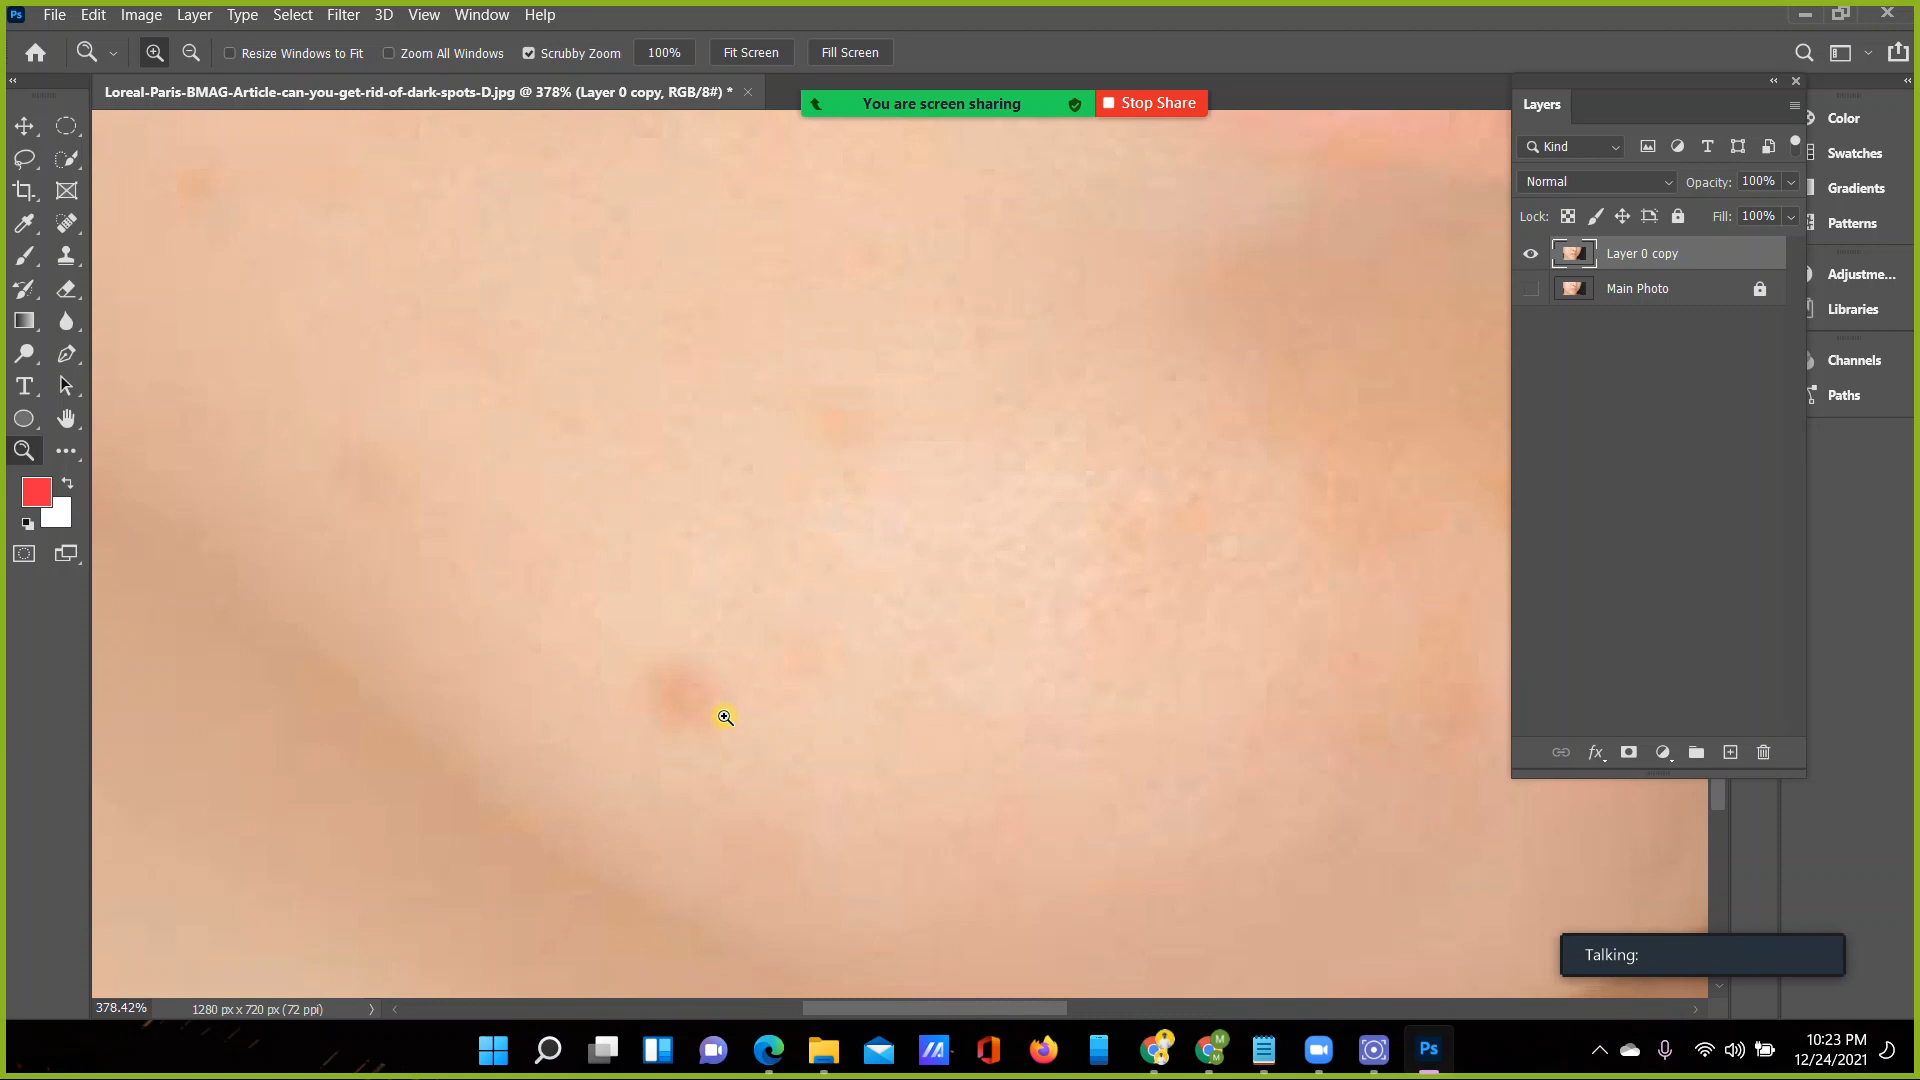 Ps File Edit Image Layer Type Select Filter 3D View Window Help
Resize Windows to Fit Zoom All Windows Scrubby Zoom 100% Fit Screen Fill Screen
Loreal-Paris-BMAG-Article-can-you-get-rid-of-dark-spots-D.jpg @ 378% (Layer 0 copy, RGB/8#) *
You are screen sharing Stop Share
Layers
Kind
Normal Opacity: 100%
Lock: Fill: 100%
Layer 0 copy
Main Photo
fx
Color
Swatches
Gradients
Patterns
Adjustme...
Libraries
Channels
Paths
Talking:
378.42% 1280 px x 720 px (72 ppi)
Ps
10:23 PM
12/24/2021